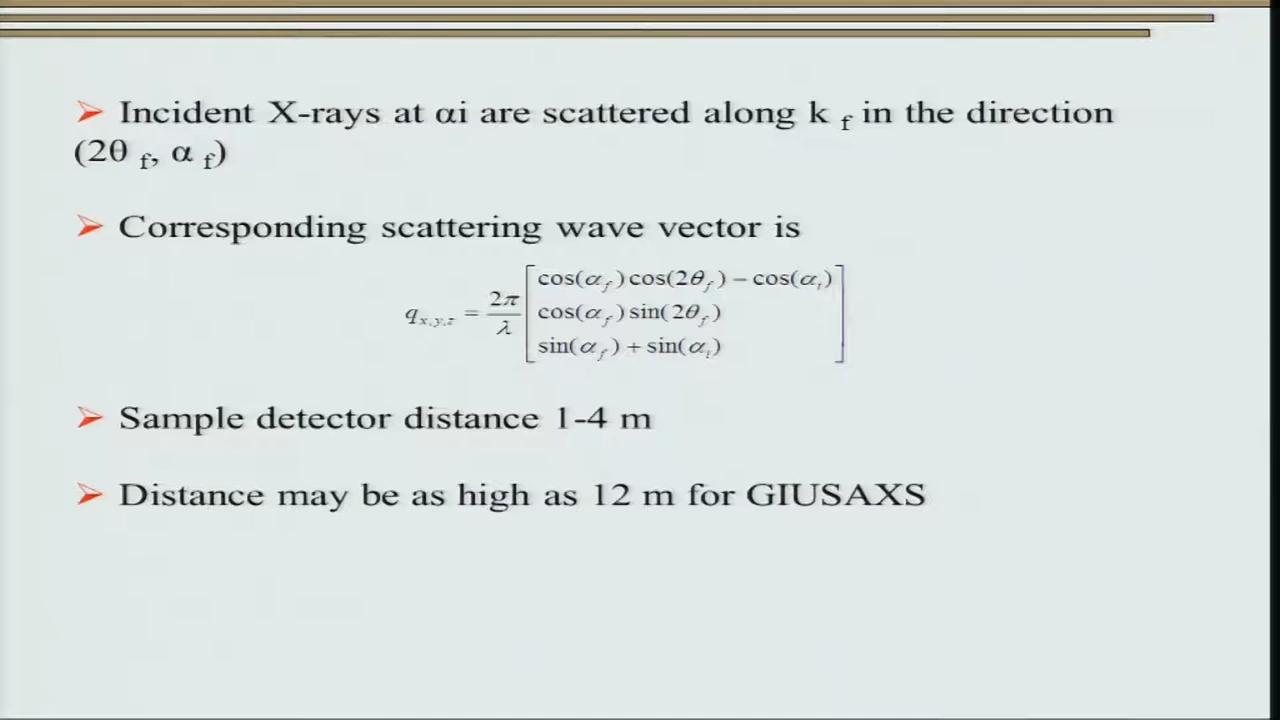 ➢ Incident X-rays at αi are scattered along k f in the direction
(2θ f, α f)
➢ Corresponding scattering wave vector is
q_{x,y,z} = \frac{2π}{λ} [ cos(α_f) cos(2θ_f) − cos(α_i)
cos(α_f) sin(2θ_f)
sin(α_f) + sin(α_i) ]
➢ Sample detector distance 1-4 m
➢ Distance may be as high as 12 m for GIUSAXS